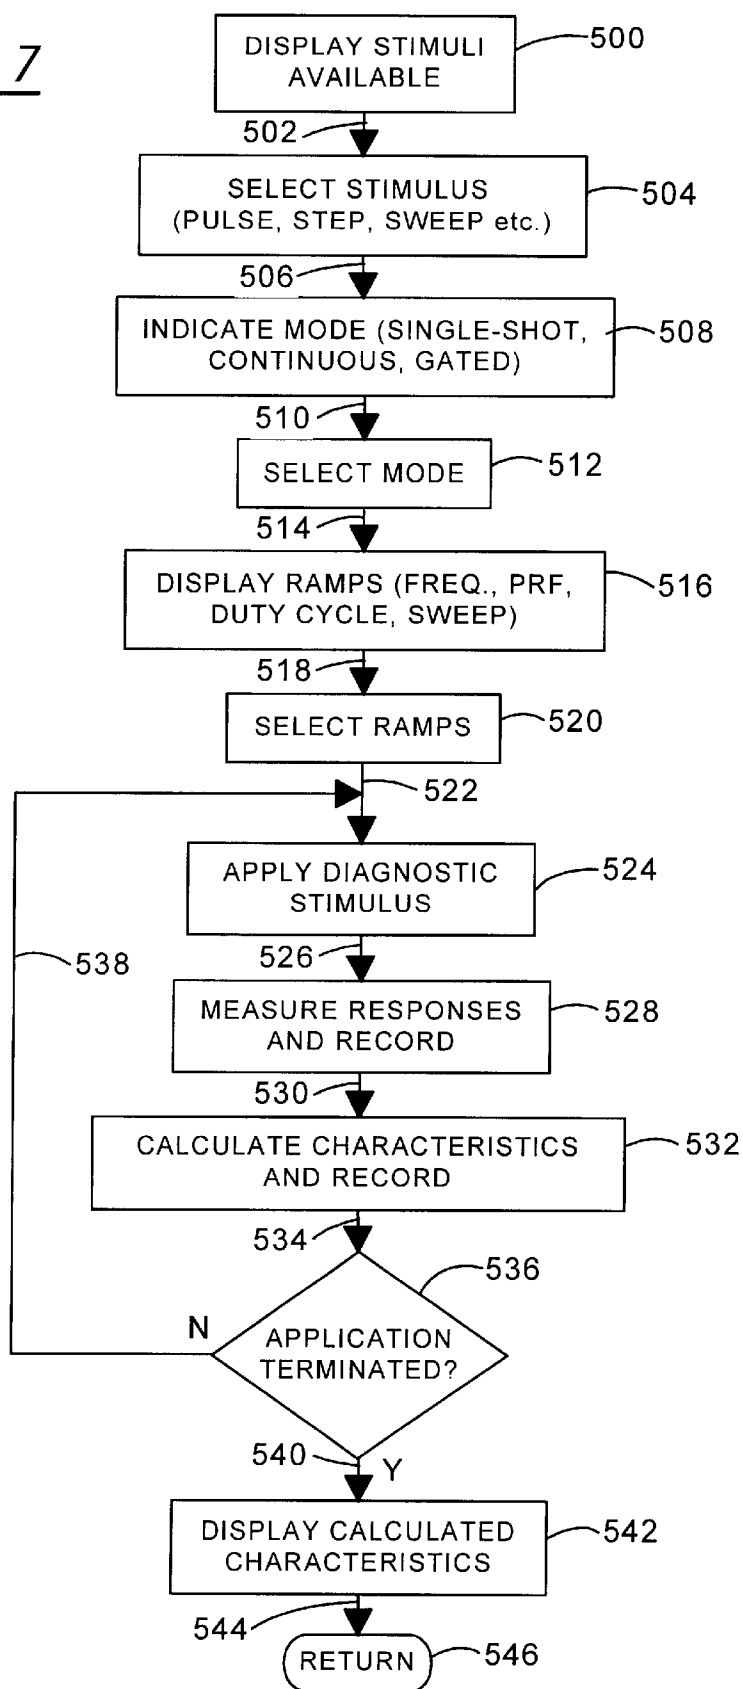 7
DISPLAY STIMULI
AVAILABLE
500
502
SELECT STIMULUS
(PULSE, STEP, SWEEP etc.)
504
506
INDICATE MODE (SINGLE-SHOT,
CONTINUOUS, GATED)
508
510
SELECT MODE
512
514
DISPLAY RAMPS (FREQ., PRF,
DUTY CYCLE, SWEEP)
516
518
SELECT RAMPS
520
522
APPLY DIAGNOSTIC
STIMULUS
524
526
538
MEASURE RESPONSES
AND RECORD
528
530
CALCULATE CHARACTERISTICS
AND RECORD
532
534
536
N
APPLICATION
TERMINATED?
540
Y
DISPLAY CALCULATED
CHARACTERISTICS
542
544
RETURN
546